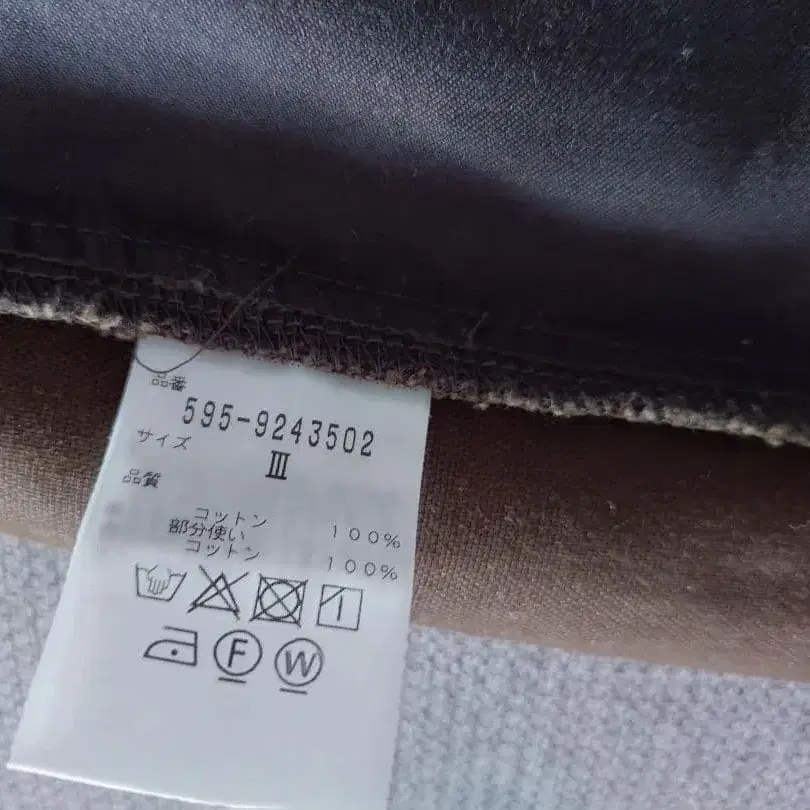 品番
595-9243502
サイズ
III
品質
コットン 100%
部分使い
コットン 100%
F W